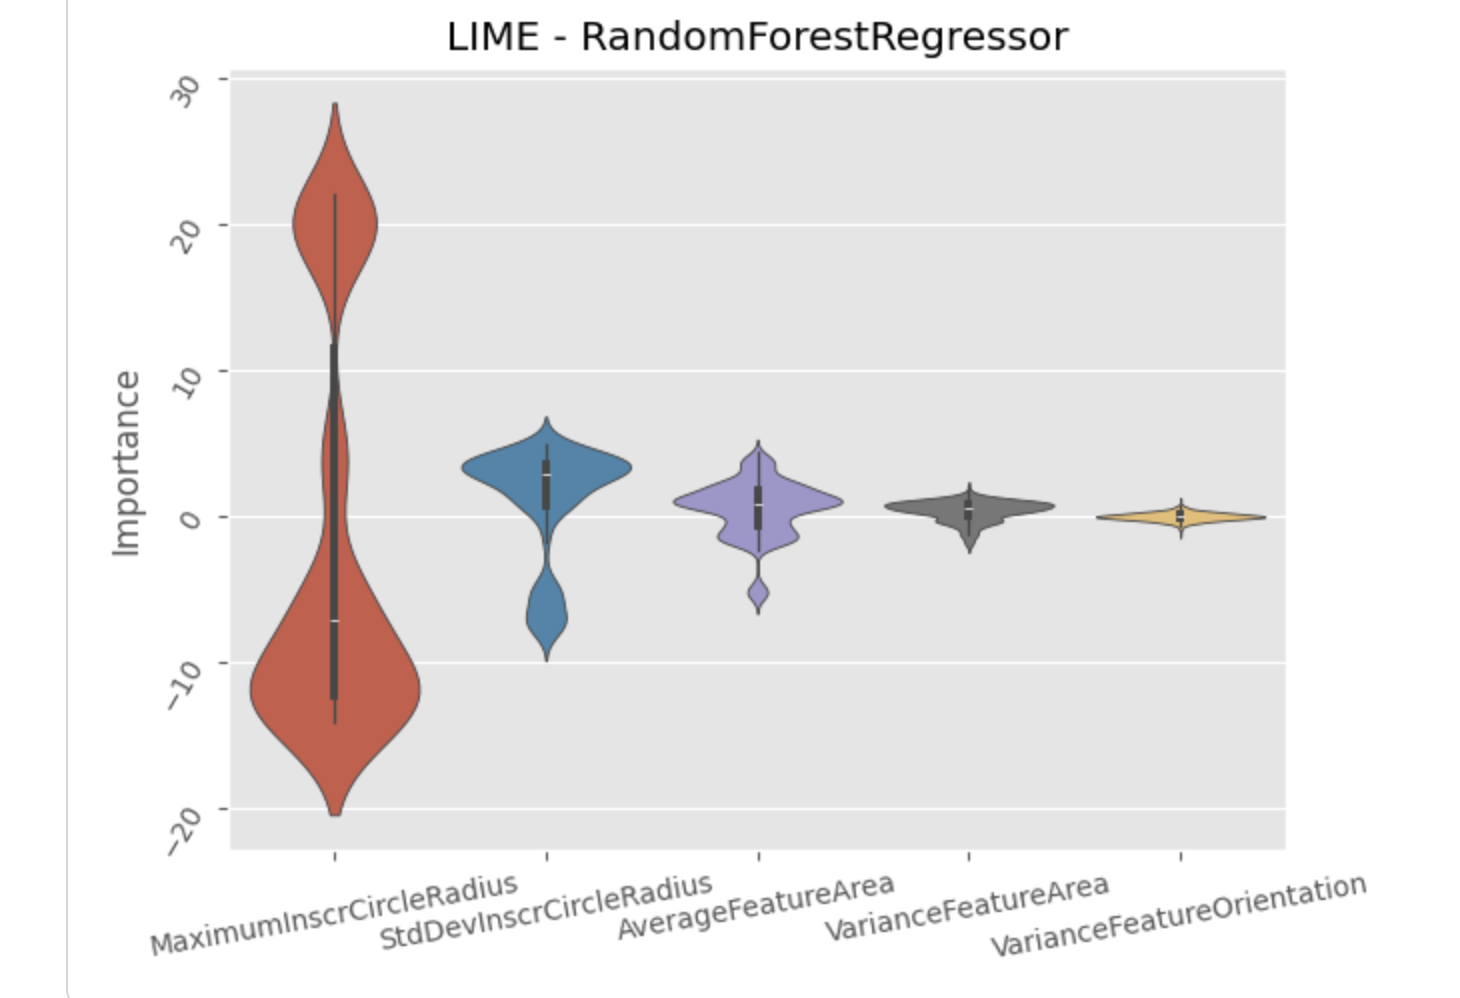 LIME - RandomForestRegressor
30
20
10
0
−10
−20
Importance
MaximumInscrCircleRadius
StdDevInscrCircleRadius
AverageFeatureArea
VarianceFeatureArea
VarianceFeatureOrientation